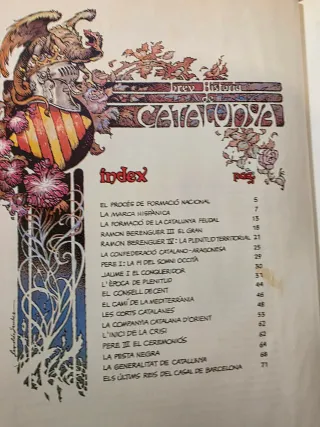 breu Història
de
CATALUNYA
índex pàg.
EL PROCÉS DE FORMACIÓ NACIONAL 5
LA MARCA HISPÀNICA 7
LA FORMACIÓ DE LA CATALUNYA FEUDAL 13
RAMON BERENGUER III EL GRAN 18
RAMON BERENGUER IV: LA PLENITUD TERRITORIAL 21
LA CONFEDERACIÓ CATALANO-ARAGONESA 25
PERE I: LA FI DEL SOMNI OCCITÀ 29
JAUME I EL CONQUERIDOR 30
L'ÈPOCA DE PLENITUD 37
EL CONSELL DE CENT 44
EL CAMÍ DE LA MEDITERRÀNIA 46
LES CORTS CATALANES 48
LA COMPANYIA CATALANA D'ORIENT 53
L'INICI DE LA CRISI 62
PERE III EL CERIMONIÓS 62
LA PESTA NEGRA 64
LA GENERALITAT DE CATALUNYA 68
ELS ÚLTIMS REIS DEL CASAL DE BARCELONA 71